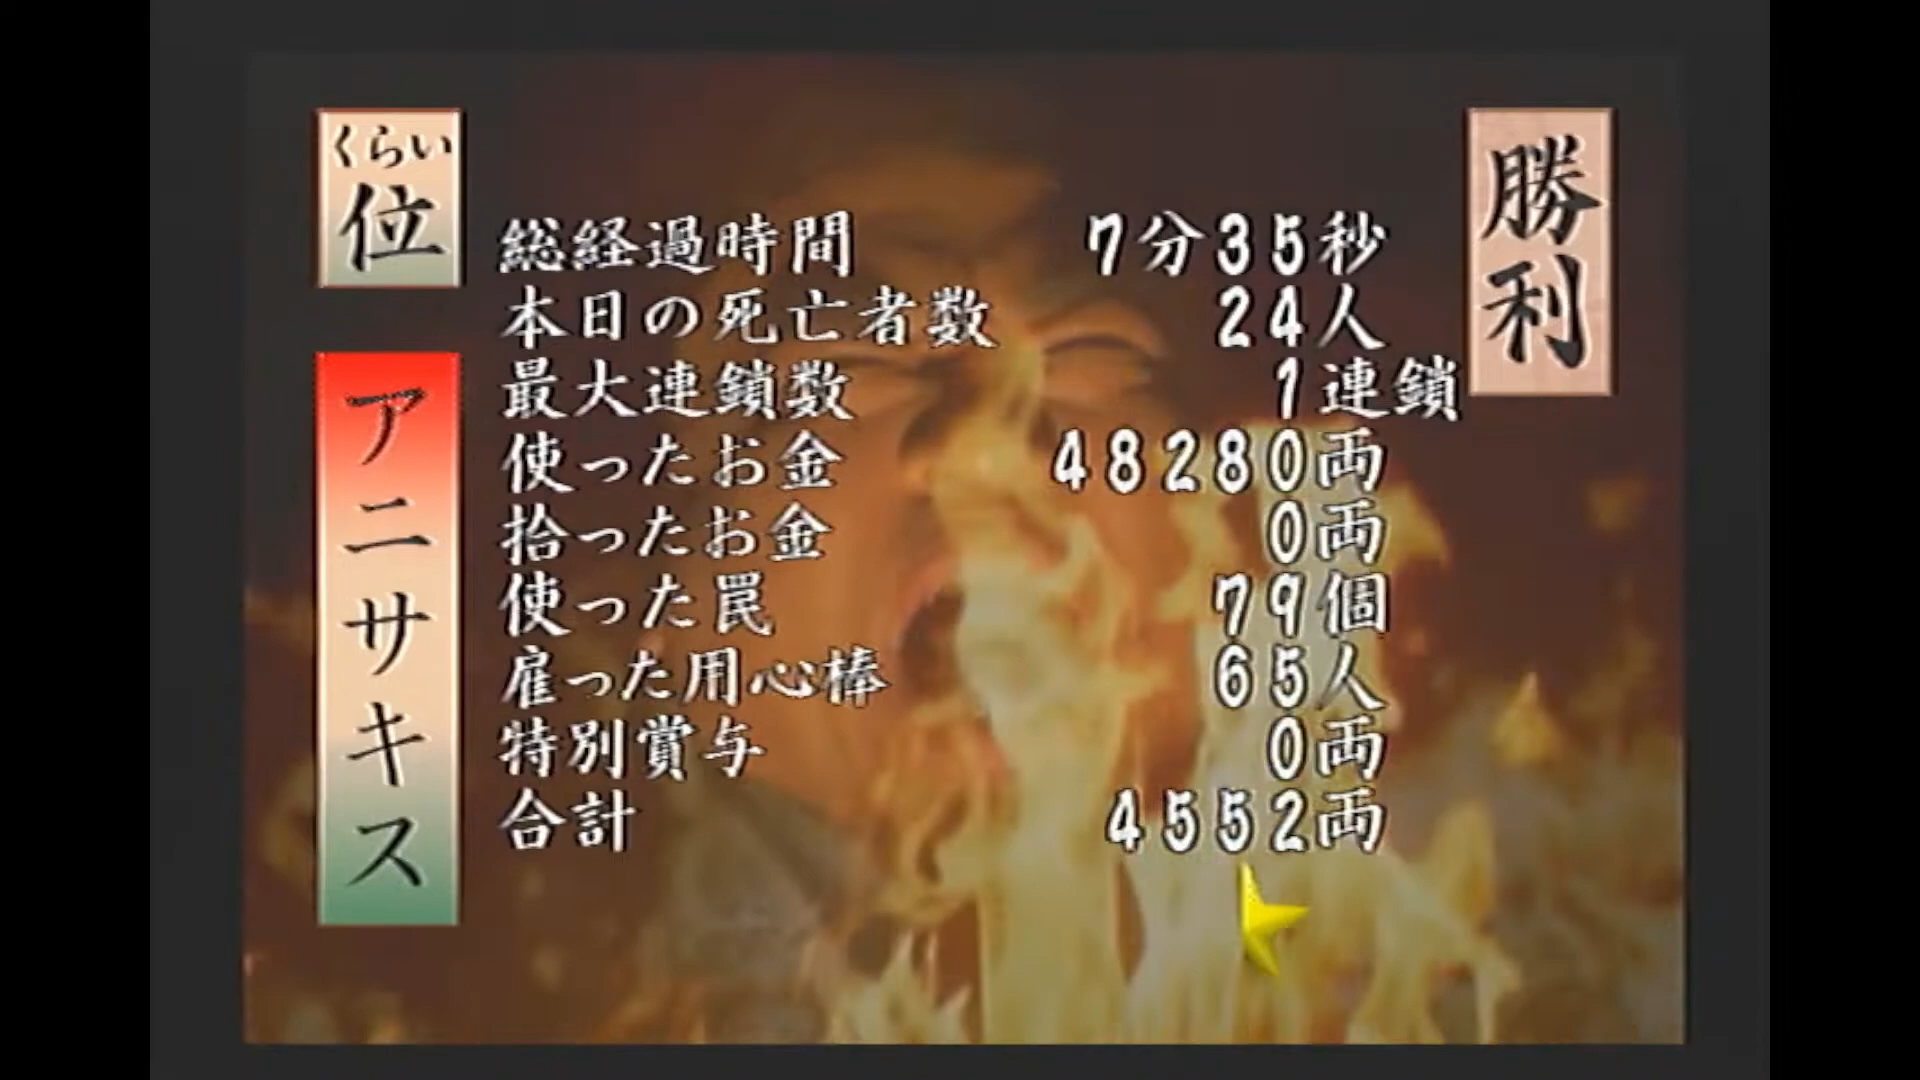 くらい
位
アニサキス
勝利
総経過時間 7分35秒
本日の死亡者数 24人
最大連鎖数 1連鎖
使ったお金 48280両
拾ったお金 0両
使った罠 79個
雇った用心棒 65人
特別賞与 0両
合計 4552両